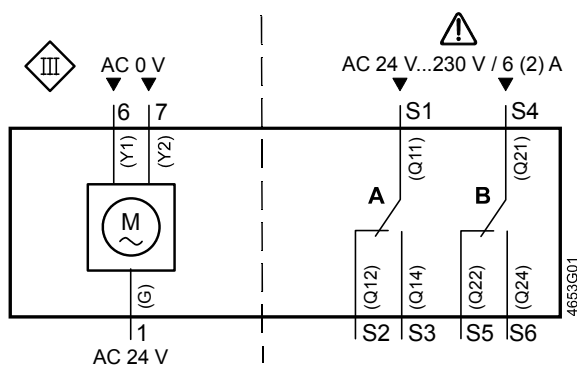 III
AC 0 V
AC 24 V...230 V / 6 (2) A
6 7 S1 S4
(Y1) (Y2) (Q11) (Q21)
A B
M
(G) (Q12) (Q14) (Q22) (Q24)
1 S2 S3 S5 S6
AC 24 V
4653G01